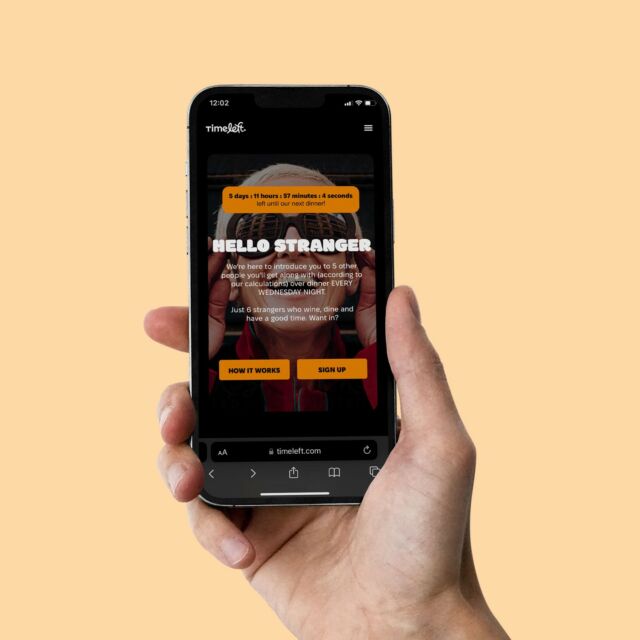 12:02
Timeleft.
5 days : 11 hours : 57 minutes : 4 seconds
left until our next dinner!
HELLO STRANGER
We're here to introduce you to 5 other
people you'll get along with (according to
our calculations) over dinner EVERY
WEDNESDAY NIGHT.
Just 6 strangers who wine, dine and
have a good time. Want in?
HOW IT WORKS
SIGN UP
AA
timeleft.com